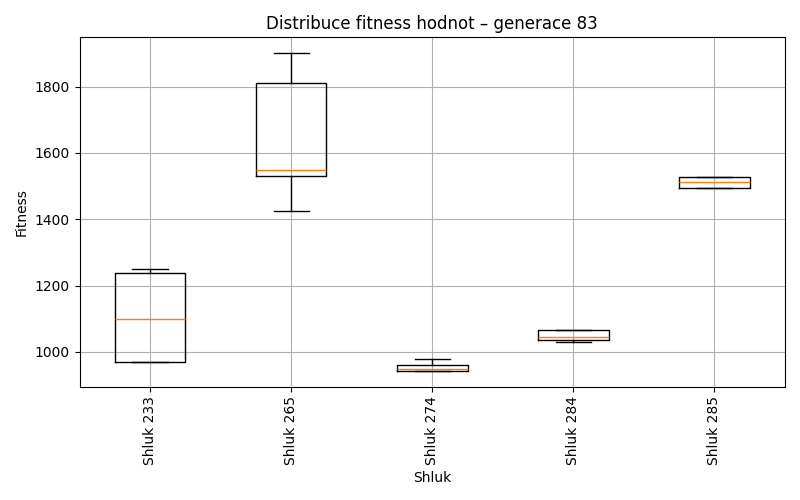 Distribuce fitness hodnot – generace 83
Fitness
1800
1600
1400
1200
1000
Shluk 233
Shluk 265
Shluk 274
Shluk 284
Shluk 285
Shluk